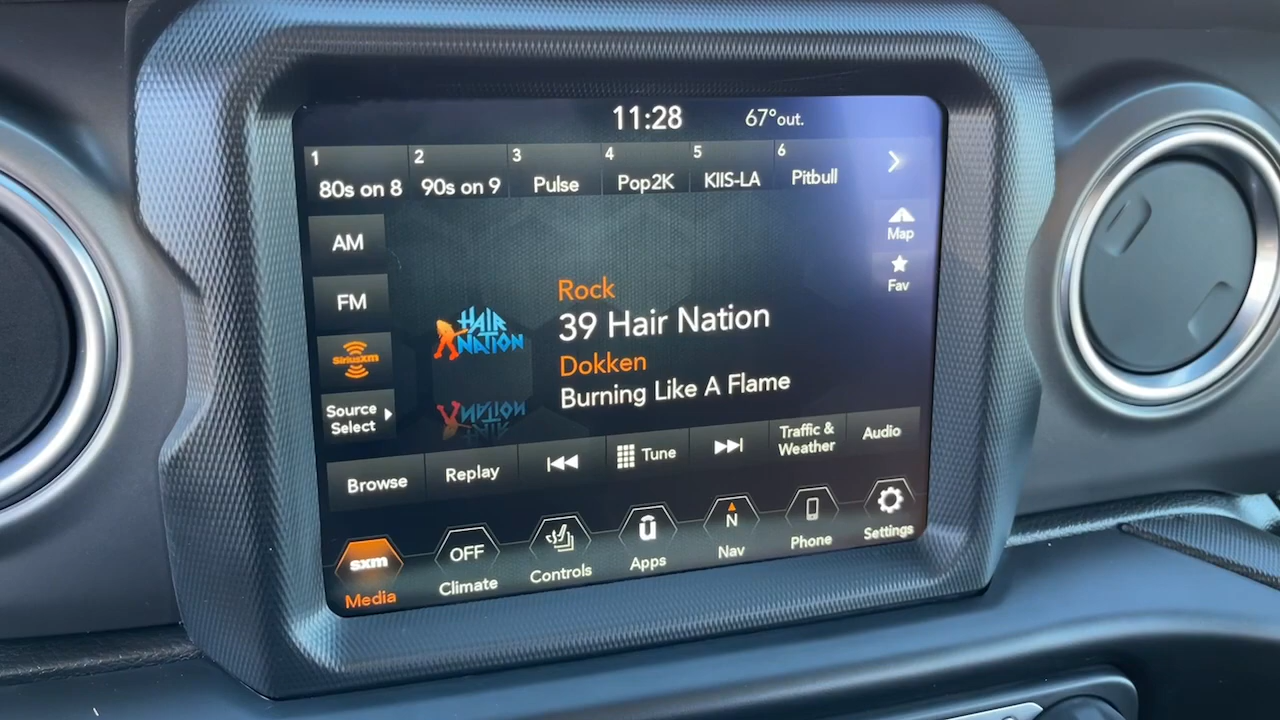 11:28 67°out.
1 2 3 4 5 6
80s on 8 90s on 9 Pulse Pop2K KIIS-LA Pitbull
AM
Map
FM
Fav
Rock
HAIR NATION
39 Hair Nation
SiriusXM
Dokken
Source Select
Burning Like A Flame
Browse Replay Tune Traffic & Weather Audio
sxm OFF N
Media Climate Controls Apps Nav Phone Settings